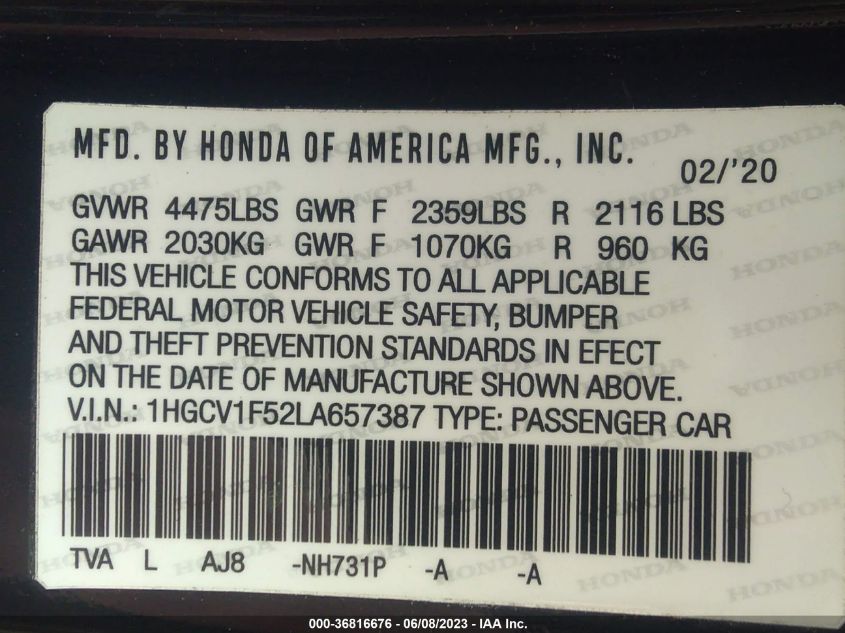 MFD. BY HONDA OF AMERICA MFG., INC.
02/'20
GVWR 4475LBS GWR F 2359LBS R 2116 LBS
GAWR 2030KG GWR F 1070KG R 960 KG
THIS VEHICLE CONFORMS TO ALL APPLICABLE
FEDERAL MOTOR VEHICLE SAFETY, BUMPER
AND THEFT PREVENTION STANDARDS IN EFECT
ON THE DATE OF MANUFACTURE SHOWN ABOVE.
V.I.N.: 1HGCV1F52LA657387 TYPE: PASSENGER CAR
TVA L AJ8 -NH731P -A -A
000-36816676 - 06/08/2023 - IAA Inc.